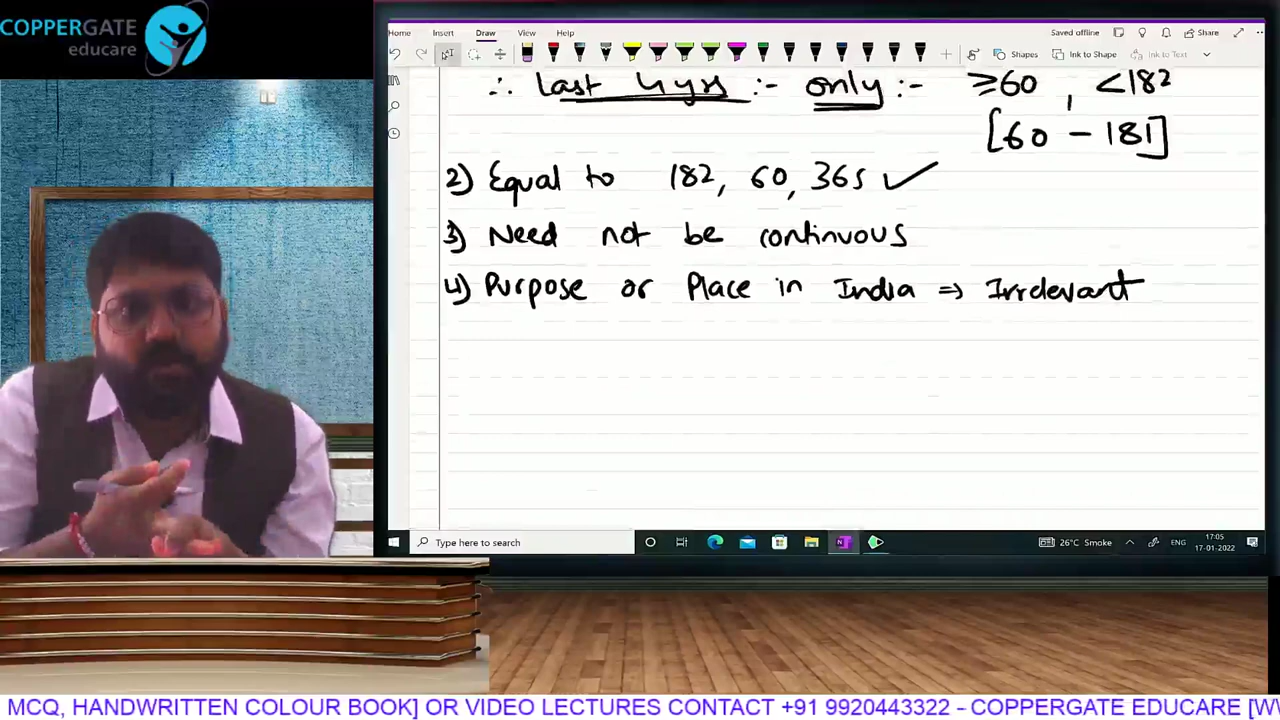 COPPERGATE
educare
Home Insert Draw View Help
Saved offline
Share
Shapes
Ink to Shape
Ink to Text
∴ Last 4yrs :- only :- ≥60 , <182
[60 - 181]
2) Equal to 182, 60, 365 ✓
3) Need not be continuous
4) Purpose or Place in India ⇒ Irrelevant
Type here to search
26°C Smoke
ENG
17:05
17-01-2022
MCQ, HANDWRITTEN COLOUR BOOK] OR VIDEO LECTURES CONTACT +91 9920443322 – COPPERGATE EDUCARE [W